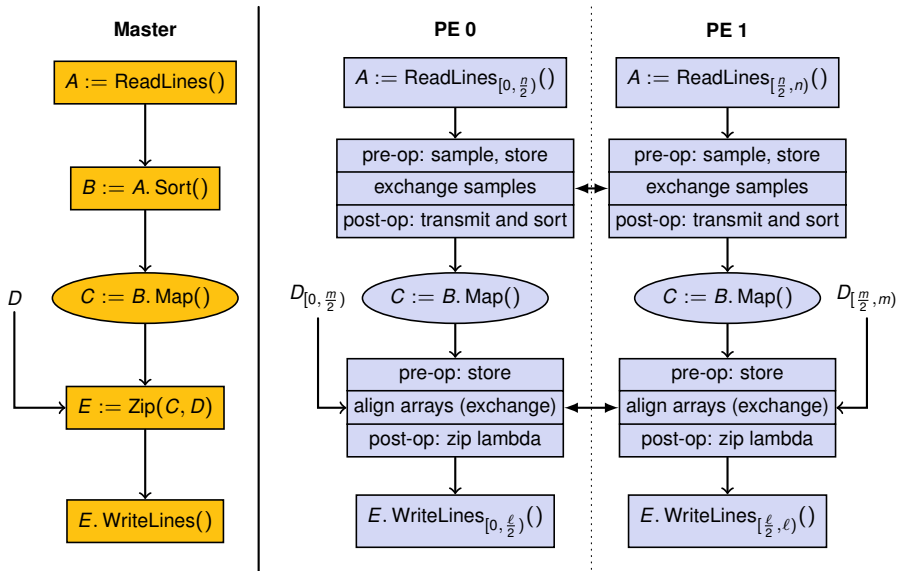 Master
PE 0
PE 1
A := ReadLines()
A := ReadLines[0, n/2)()
A := ReadLines[n/2, n)()
pre-op: sample, store
pre-op: sample, store
B := A. Sort()
exchange samples
exchange samples
post-op: transmit and sort
post-op: transmit and sort
D
C := B. Map()
D[0, m/2)
C := B. Map()
C := B. Map()
D[m/2, m)
pre-op: store
pre-op: store
E := Zip(C, D)
align arrays (exchange)
align arrays (exchange)
post-op: zip lambda
post-op: zip lambda
E. WriteLines()
E. WriteLines[0, ℓ/2)()
E. WriteLines[ℓ/2, ℓ)()